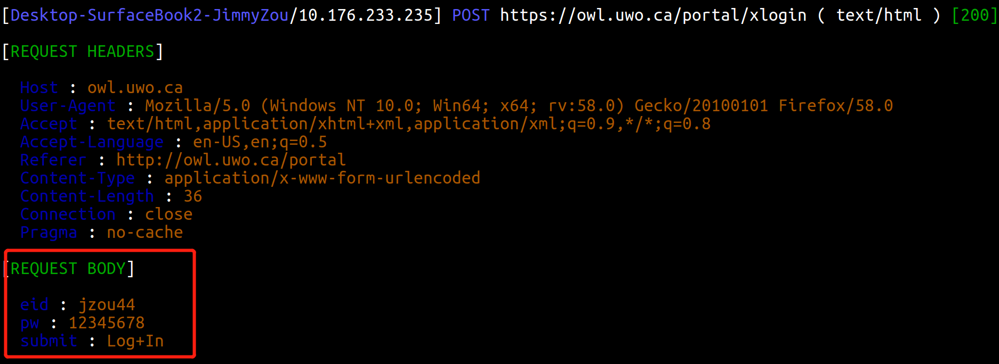 [Desktop-SurfaceBook2-JimmyZou/10.176.233.235] POST https://owl.uwo.ca/portal/xlogin ( text/html ) [200]
[REQUEST HEADERS]
Host : owl.uwo.ca
User-Agent : Mozilla/5.0 (Windows NT 10.0; Win64; x64; rv:58.0) Gecko/20100101 Firefox/58.0
Accept : text/html,application/xhtml+xml,application/xml;q=0.9,*/*;q=0.8
Accept-Language : en-US,en;q=0.5
Referer : http://owl.uwo.ca/portal
Content-Type : application/x-www-form-urlencoded
Content-Length : 36
Connection : close
Pragma : no-cache
[REQUEST BODY]
eid : jzou44
pw : 12345678
submit : Log+In